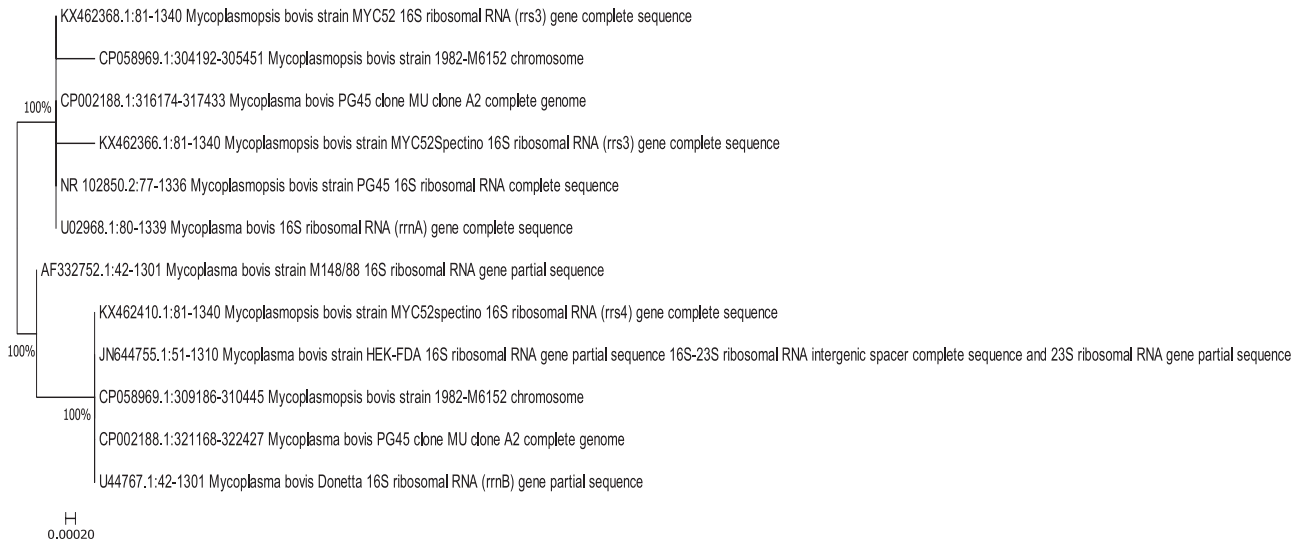 KX462368.1:81-1340 Mycoplasmopsis bovis strain MYC52 16S ribosomal RNA (rrs3) gene complete sequence
CP058969.1:304192-305451 Mycoplasmopsis bovis strain 1982-M6152 chromosome
100%
CP002188.1:316174-317433 Mycoplasma bovis PG45 clone MU clone A2 complete genome
KX462366.1:81-1340 Mycoplasmopsis bovis strain MYC52Spectino 16S ribosomal RNA (rrs3) gene complete sequence
NR 102850.2:77-1336 Mycoplasmopsis bovis strain PG45 16S ribosomal RNA complete sequence
U02968.1:80-1339 Mycoplasma bovis 16S ribosomal RNA (rrnA) gene complete sequence
AF332752.1:42-1301 Mycoplasma bovis strain M148/88 16S ribosomal RNA gene partial sequence
KX462410.1:81-1340 Mycoplasmopsis bovis strain MYC52spectino 16S ribosomal RNA (rrs4) gene complete sequence
100%
JN644755.1:51-1310 Mycoplasma bovis strain HEK-FDA 16S ribosomal RNA gene partial sequence 16S-23S ribosomal RNA intergenic spacer complete sequence and 23S ribosomal RNA gene partial sequence
CP058969.1:309186-310445 Mycoplasmopsis bovis strain 1982-M6152 chromosome
100%
CP002188.1:321168-322427 Mycoplasma bovis PG45 clone MU clone A2 complete genome
U44767.1:42-1301 Mycoplasma bovis Donetta 16S ribosomal RNA (rrnB) gene partial sequence
0.00020